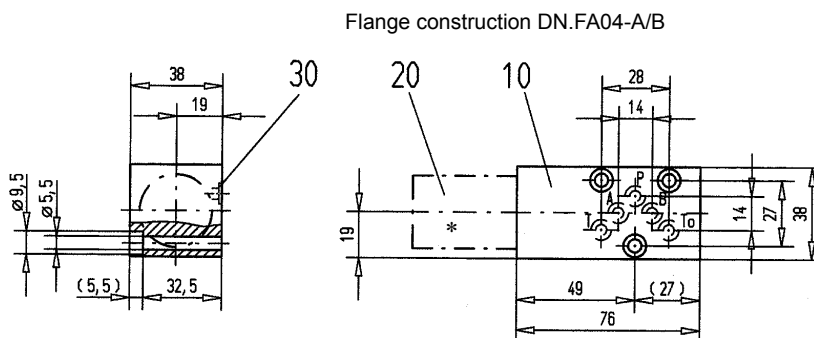 Flange construction DN.FA04-A/B
38
30
20
10
28
19
14
Ø9,5
Ø5,5
P
A
B
T
To
19
*
14
27
38
(5,5)
32,5
49
(27)
76